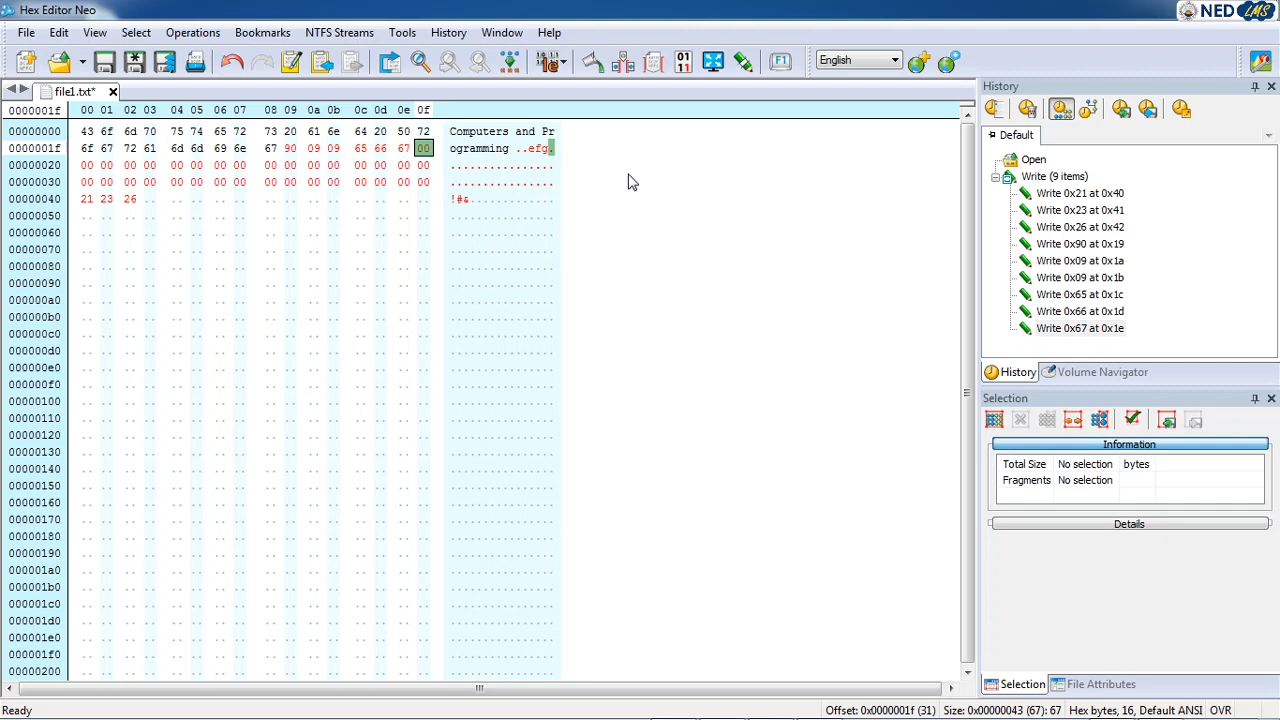 Hex Editor Neo
NED LMS
File Edit View Select Operations Bookmarks NTFS Streams Tools History Window Help
F1 English
file1.txt*
0000001f 00 01 02 03 04 05 06 07 08 09 0a 0b 0c 0d 0e 0f
00000000 43 6f 6d 70 75 74 65 72 73 20 61 6e 64 20 50 72 Computers and Pr
0000001f 6f 67 72 61 6d 6d 69 6e 67 90 09 09 65 66 67 00 ogramming ..efg.
00000020 00 00 00 00 00 00 00 00 00 00 00 00 00 00 00 00 ................
00000030 00 00 00 00 00 00 00 00 00 00 00 00 00 00 00 00 ................
00000040 21 23 26 !#&
00000050
00000060
00000070
00000080
00000090
000000a0
000000b0
000000c0
000000d0
000000e0
000000f0
00000100
00000110
00000120
00000130
00000140
00000150
00000160
00000170
00000180
00000190
000001a0
000001b0
000001c0
000001d0
000001e0
000001f0
00000200
History
Default
Open
Write (9 items)
Write 0x21 at 0x40
Write 0x23 at 0x41
Write 0x26 at 0x42
Write 0x90 at 0x19
Write 0x09 at 0x1a
Write 0x09 at 0x1b
Write 0x65 at 0x1c
Write 0x66 at 0x1d
Write 0x67 at 0x1e
History Volume Navigator
Selection
Information
Total Size No selection bytes
Fragments No selection
Details
Selection File Attributes
Ready Offset: 0x0000001f (31) Size: 0x00000043 (67): 67 Hex bytes, 16, Default ANSI OVR